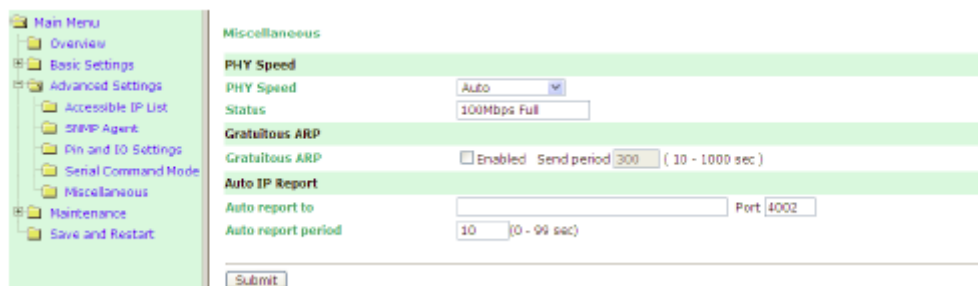 Main Menu
Overview
Basic Settings
Advanced Settings
Accessible IP List
SNMP Agent
Pin and IO Settings
Serial Command Mode
Miscellaneous
Maintenance
Save and Restart
Miscellaneous
PHY Speed
PHY Speed Auto
Status 100Mbps Full
Gratuitous ARP
Gratuitous ARP Enabled Send period 300 ( 10 - 1000 sec )
Auto IP Report
Auto report to Port 4002
Auto report period 10 (0 - 99 sec)
Submit